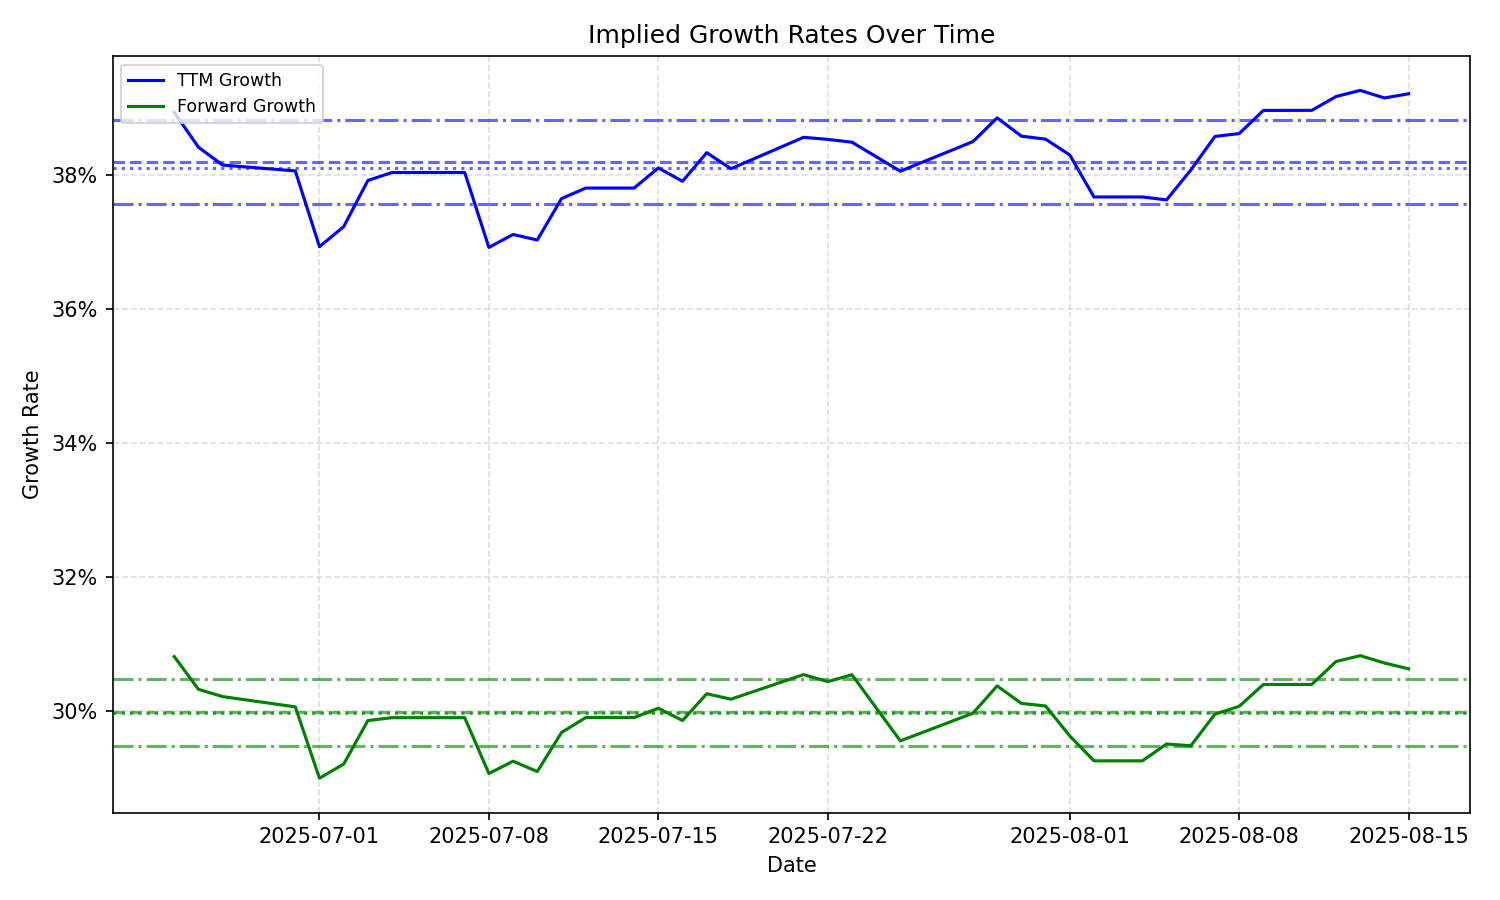 Implied Growth Rates Over Time
TTM Growth
Forward Growth
38%
36%
34%
32%
30%
Growth Rate
2025-07-01
2025-07-08
2025-07-15
2025-07-22
2025-08-01
2025-08-08
2025-08-15
Date